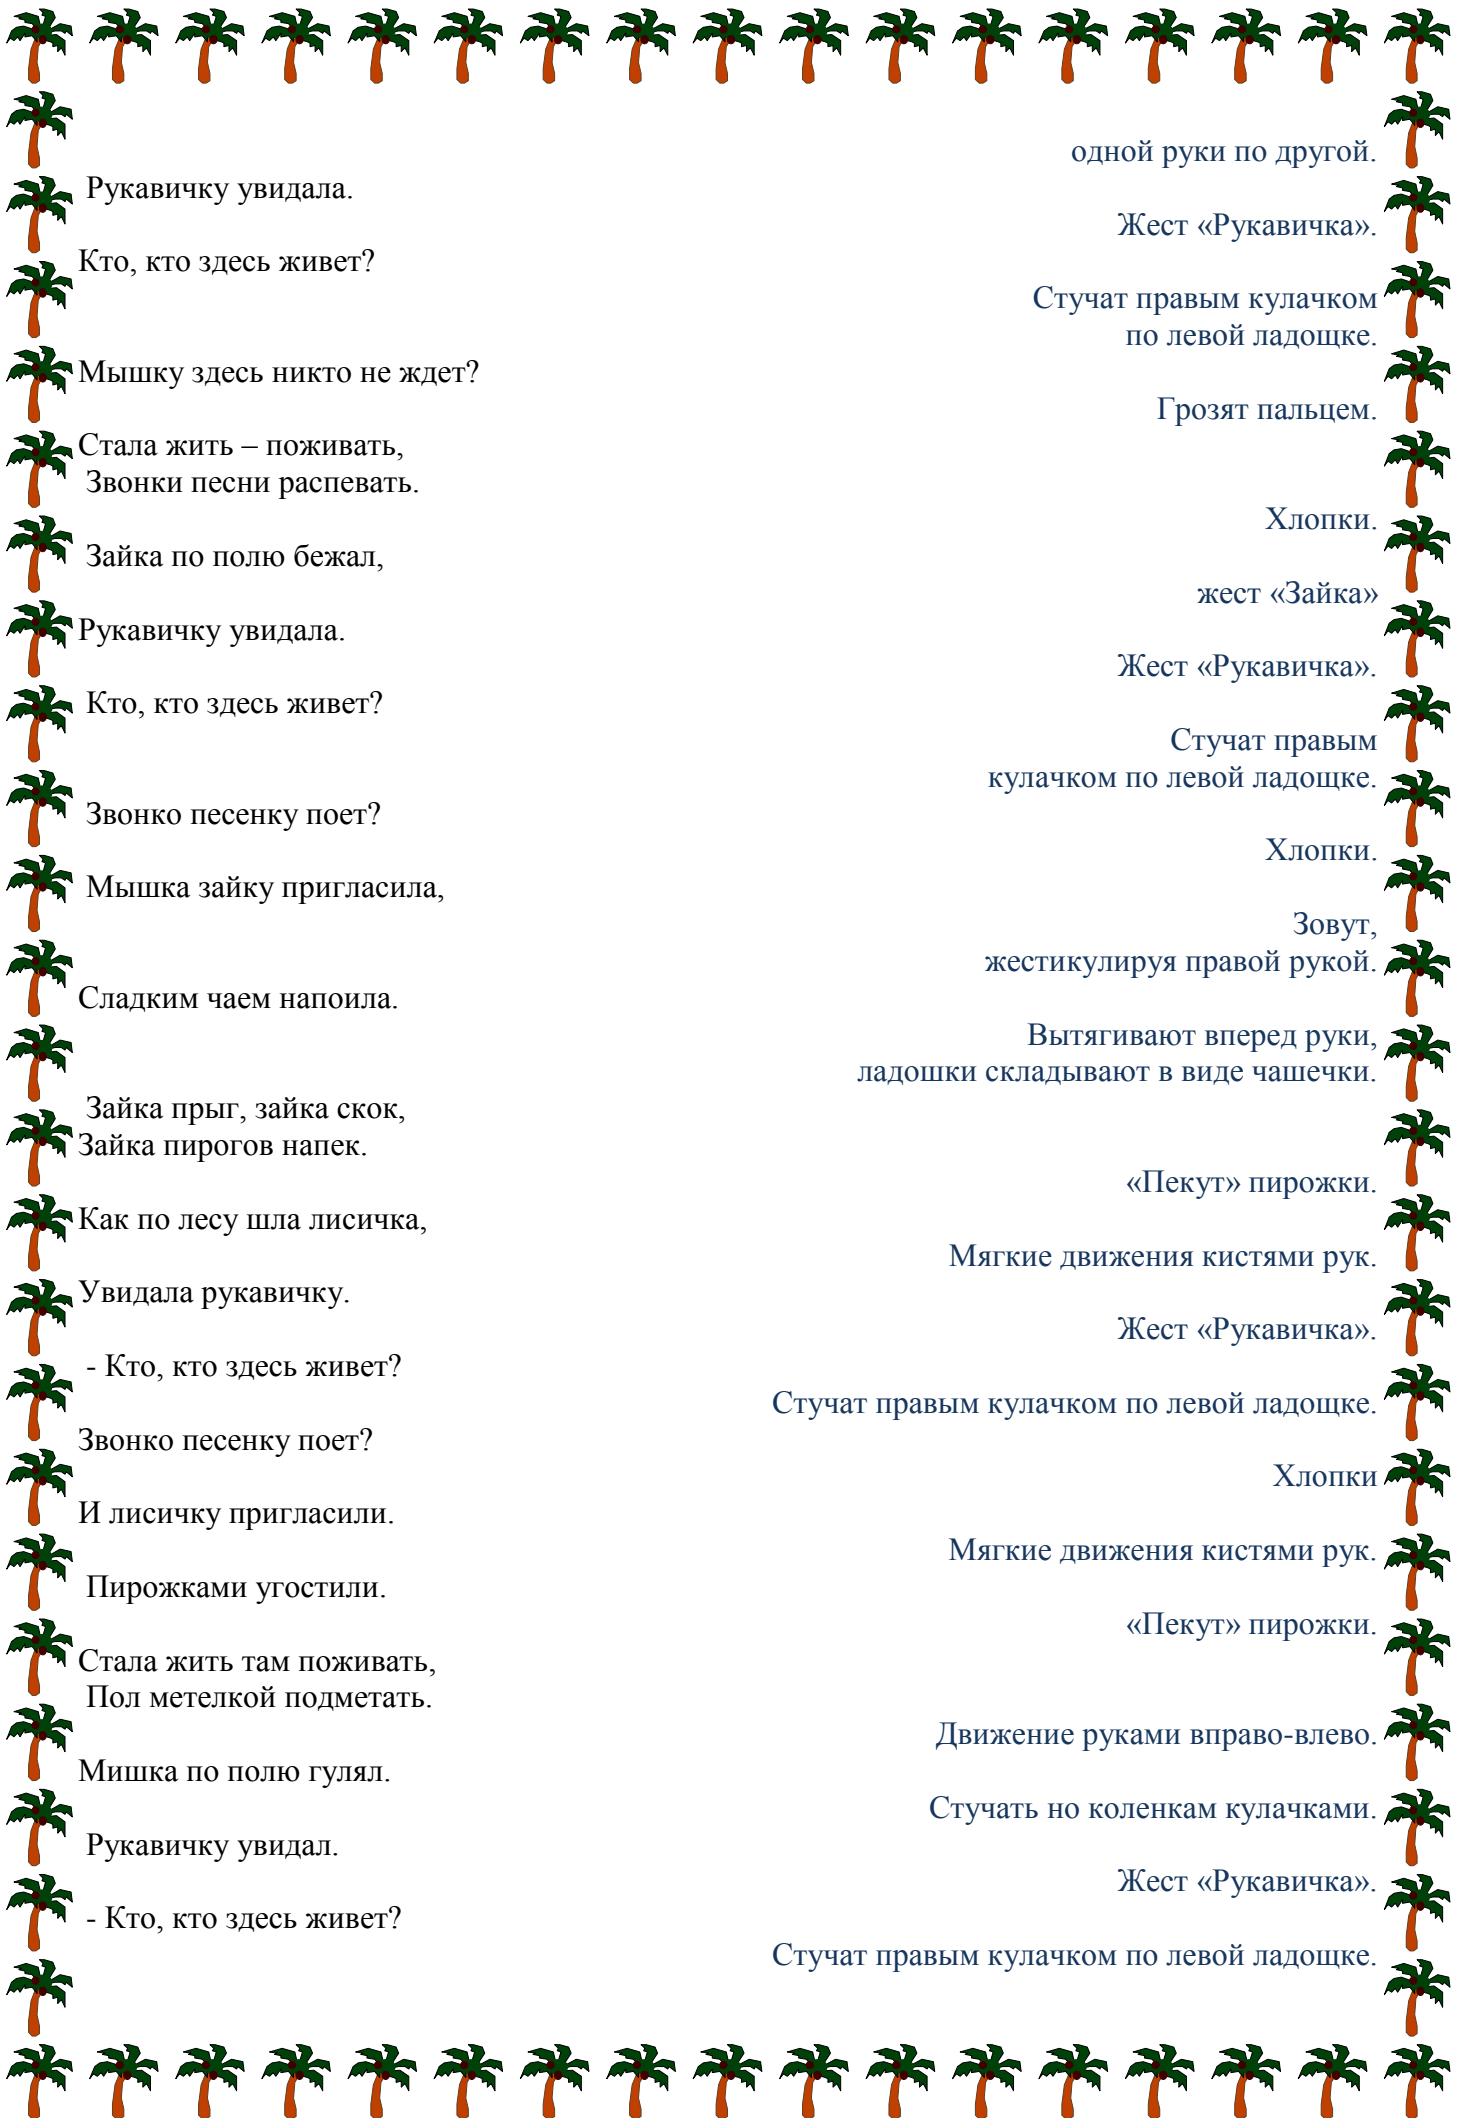 одной руки по другой.
Рукавичку увидала.
Жест «Рукавичка».
Кто, кто здесь живет?
Стучат правым кулачком
по левой ладощке.
Мышку здесь никто не ждет?
Грозят пальцем.
Стала жить – поживать,
Звонки песни распевать.
Хлопки.
Зайка по полю бежал,
жест «Зайка»
Рукавичку увидала.
Жест «Рукавичка».
Кто, кто здесь живет?
Стучат правым
кулачком по левой ладощке.
Звонко песенку поет?
Хлопки.
Мышка зайку пригласила,
Зовут,
жестикулируя правой рукой.
Сладким чаем напоила.
Вытягивают вперед руки,
ладошки складывают в виде чашечки.
Зайка прыг, зайка скок,
Зайка пирогов напек.
«Пекут» пирожки.
Как по лесу шла лисичка,
Мягкие движения кистями рук.
Увидала рукавичку.
Жест «Рукавичка».
- Кто, кто здесь живет?
Стучат правым кулачком по левой ладощке.
Звонко песенку поет?
Хлопки
И лисичку пригласили.
Мягкие движения кистями рук.
Пирожками угостили.
«Пекут» пирожки.
Стала жить там поживать,
Пол метелкой подметать.
Движение руками вправо-влево.
Мишка по полю гулял.
Стучать но коленкам кулачками.
Рукавичку увидал.
Жест «Рукавичка».
- Кто, кто здесь живет?
Стучат правым кулачком по левой ладощке.